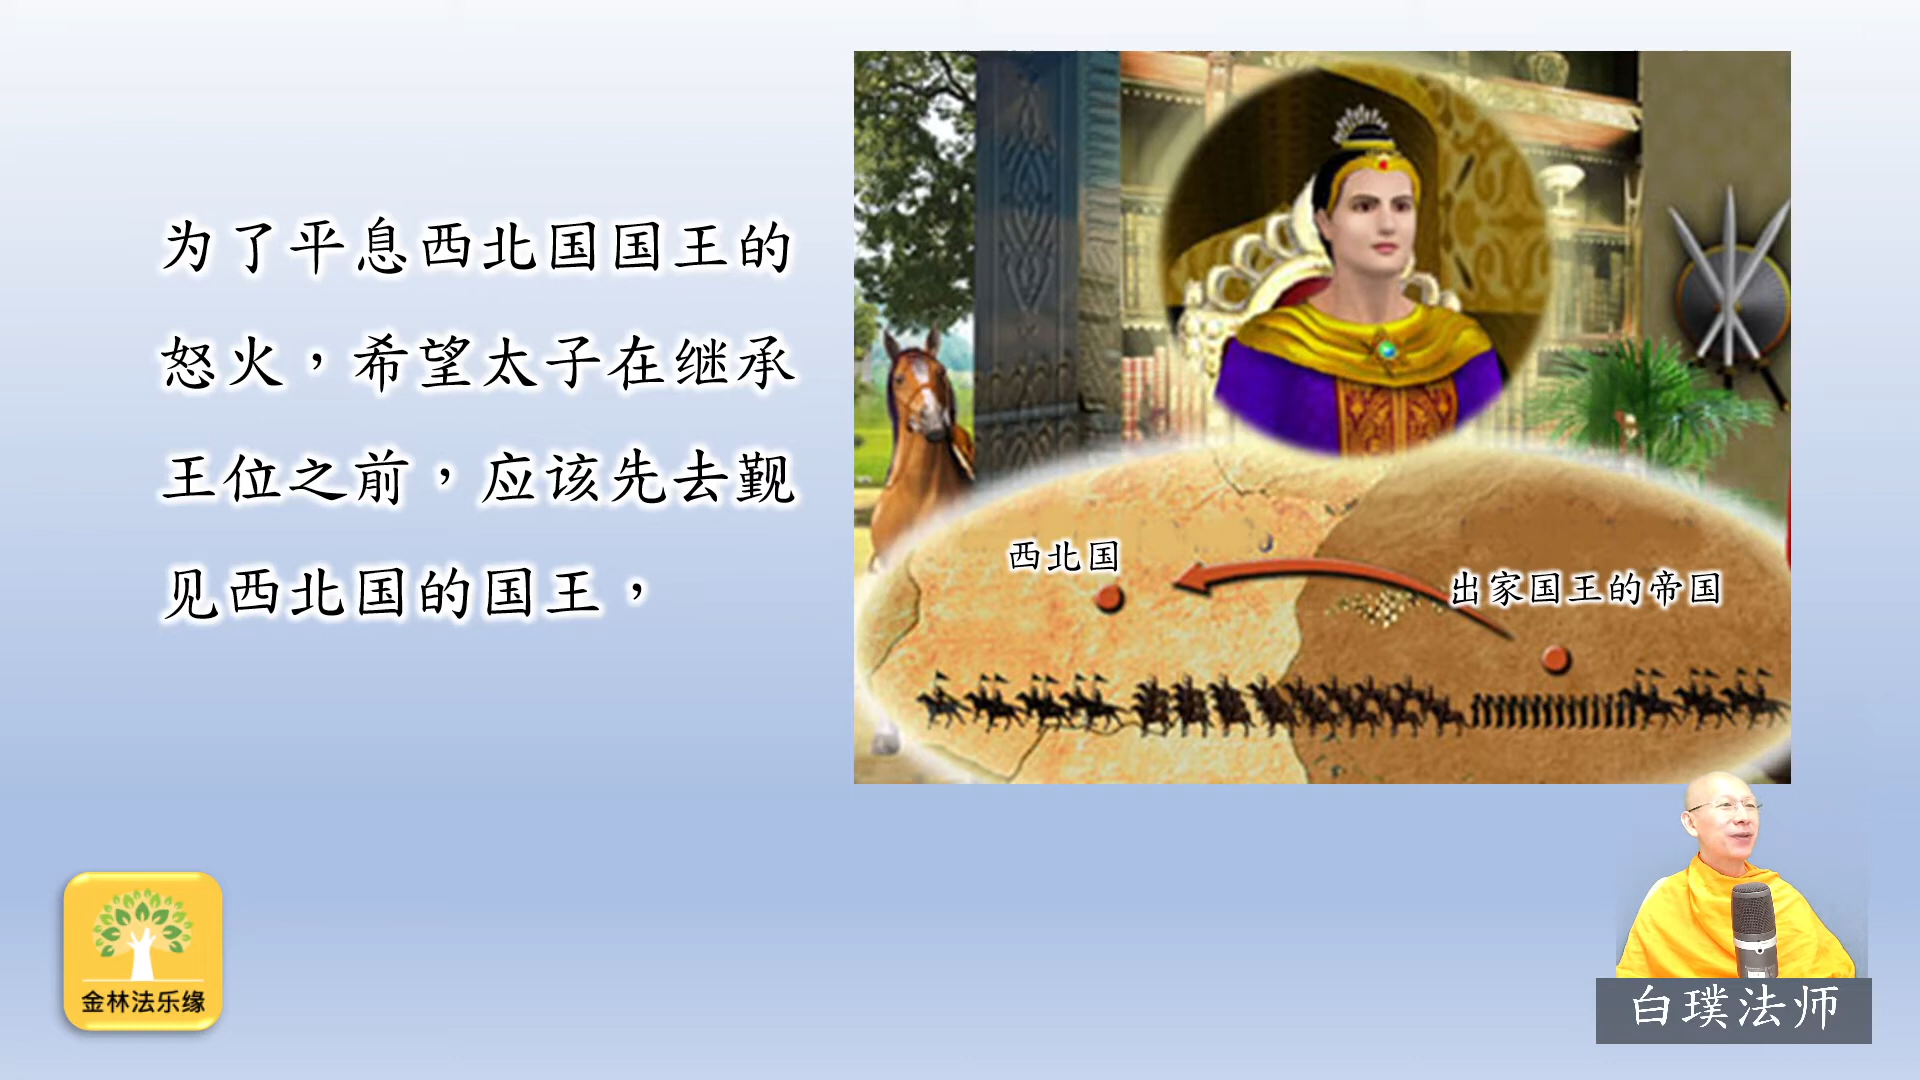 为了平息西北国国王的
怒火，希望太子在继承
王位之前，应该先去觐
见西北国的国王，
西北国
出家国王的帝国
金林法乐缘
白璞法师